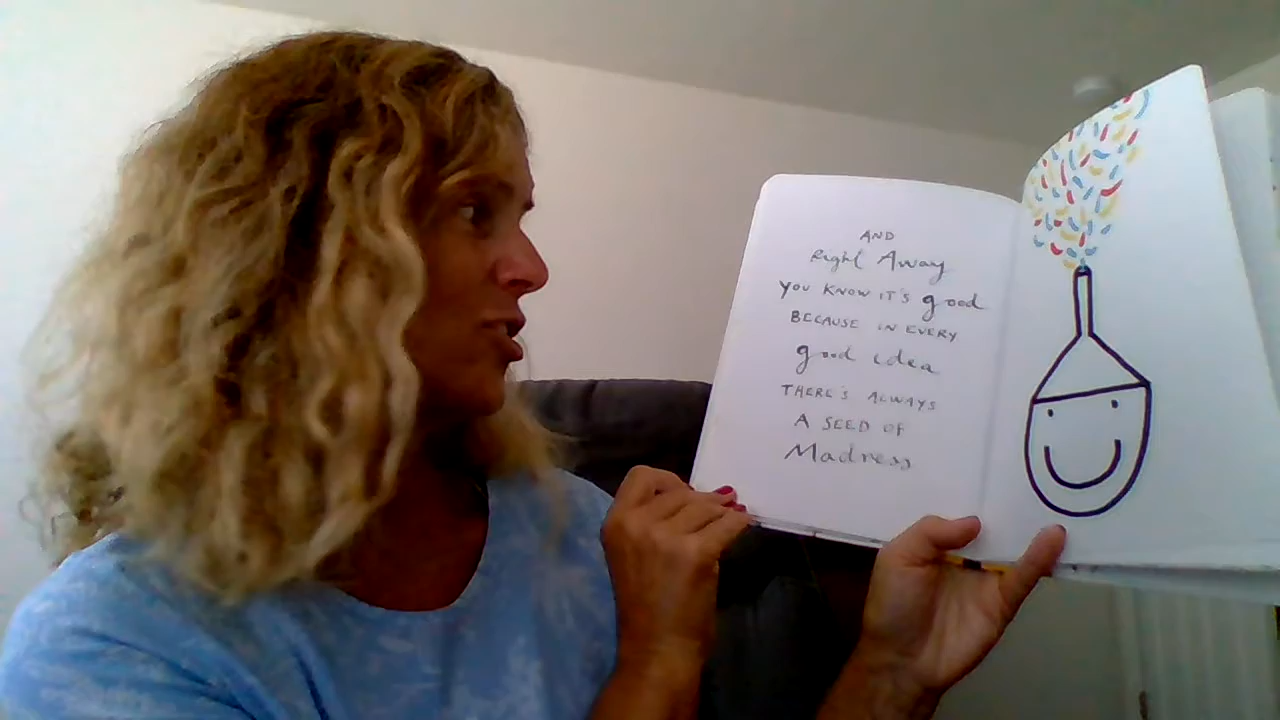 AND
Right Away
you KNOW IT'S good
BECAUSE IN EVERY
good idea
THERE'S ALWAYS
A SEED OF
Madness